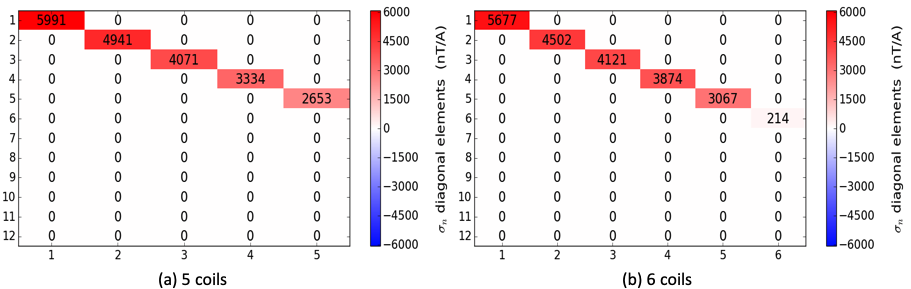 1 5991 0 0 0 0
2 0 4941 0 0 0
3 0 0 4071 0 0
4 0 0 0 3334 0
5 0 0 0 0 2653
6 0 0 0 0 0
7 0 0 0 0 0
8 0 0 0 0 0
9 0 0 0 0 0
10 0 0 0 0 0
11 0 0 0 0 0
12 0 0 0 0 0
1 2 3 4 5
6000
4500
3000
1500
0
−1500
−3000
−4500
−6000
σn diagonal elements (nT/A)
(a) 5 coils
1 5677 0 0 0 0 0
2 0 4502 0 0 0 0
3 0 0 4121 0 0 0
4 0 0 0 3874 0 0
5 0 0 0 0 3067 0
6 0 0 0 0 0 214
7 0 0 0 0 0 0
8 0 0 0 0 0 0
9 0 0 0 0 0 0
10 0 0 0 0 0 0
11 0 0 0 0 0 0
12 0 0 0 0 0 0
1 2 3 4 5 6
6000
4500
3000
1500
0
−1500
−3000
−4500
−6000
σn diagonal elements (nT/A)
(b) 6 coils